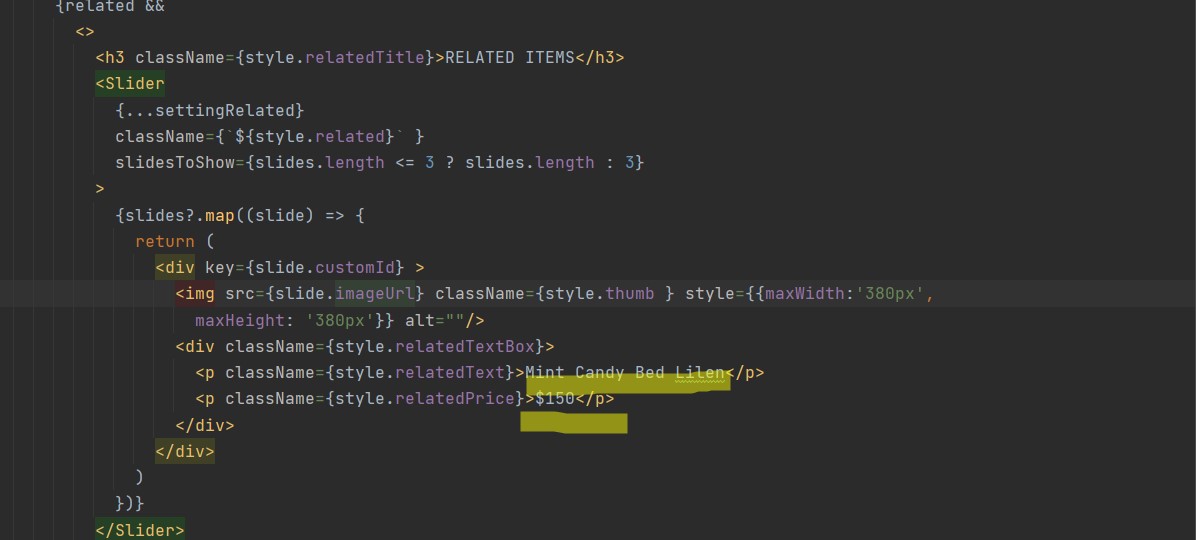 {related &&
<>
<h3 className={style.relatedTitle}>RELATED ITEMS</h3>
<Slider
{...settingRelated}
className={`${style.related}` }
slidesToShow={slides.length <= 3 ? slides.length : 3}
>
{slides?.map((slide) => {
return (
<div key={slide.customId} >
<img src={slide.imageUrl} className={style.thumb } style={{maxWidth:'380px',
maxHeight: '380px'}} alt=""/>
<div className={style.relatedTextBox}>
<p className={style.relatedText}>Mint Candy Bed Lilen</p>
<p className={style.relatedPrice}>$150</p>
</div>
</div>
)
})}
</Slider>